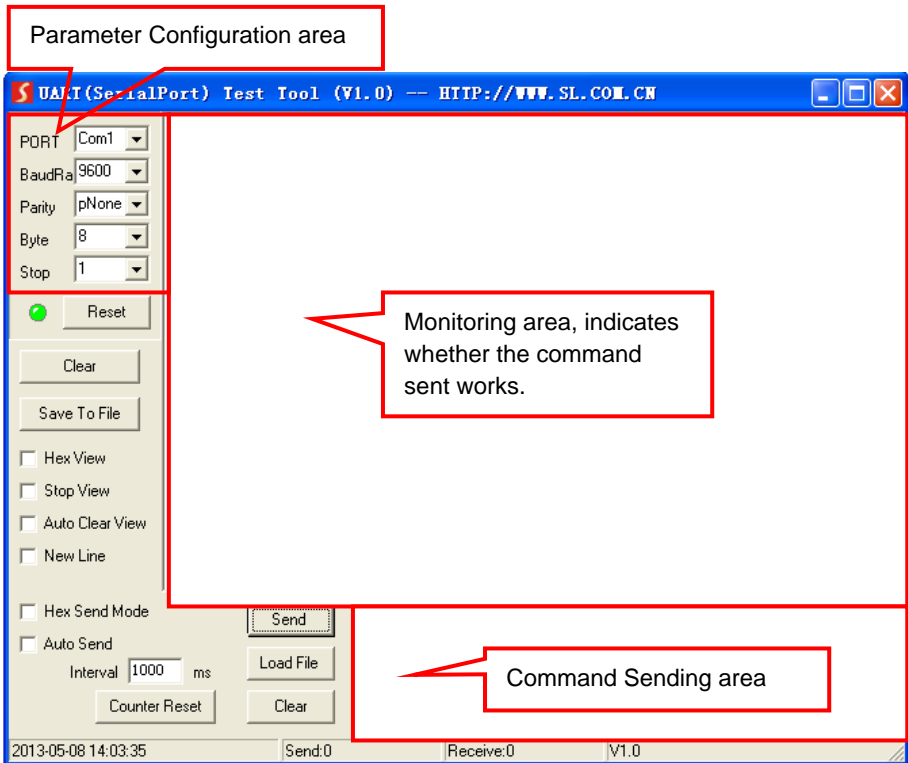 Parameter Configuration area
UART(SerialPort) Test Tool (V1.0) -- HTTP://WWW.SL.COM.CN
PORT Com1
BaudRa 9600
Parity pNone
Byte 8
Stop 1
Reset
Monitoring area, indicates
whether the command
sent works.
Clear
Save To File
Hex View
Stop View
Auto Clear View
New Line
Hex Send Mode
Send
Auto Send
Interval 1000 ms
Load File
Command Sending area
Counter Reset
Clear
2013-05-08 14:03:35 Send:0 Receive:0 V1.0